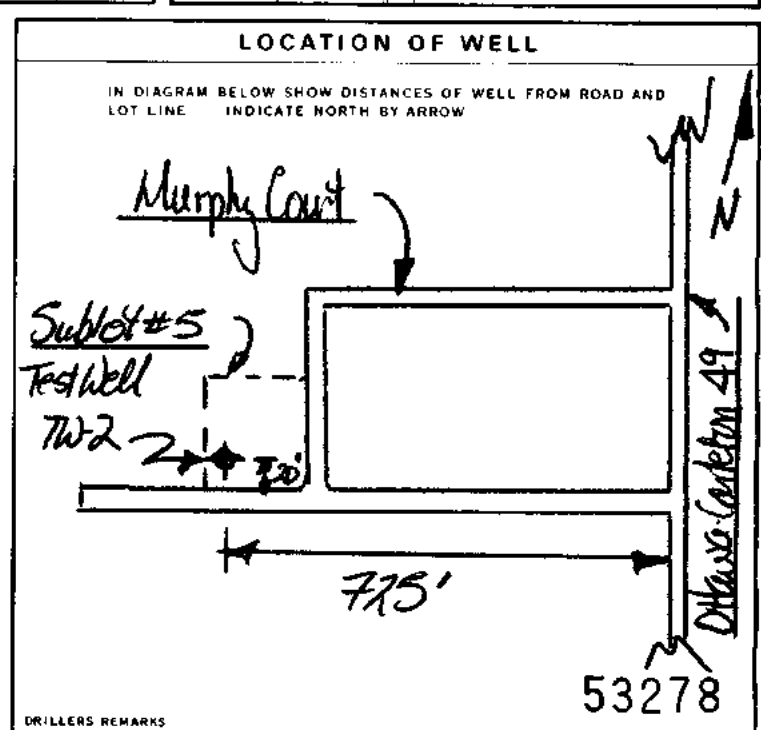 LOCATION OF WELL
IN DIAGRAM BELOW SHOW DISTANCES OF WELL FROM ROAD AND
LOT LINE INDICATE NORTH BY ARROW
N
Murphy Court
Sublot #5
Test Well
TW-2
20'
725'
Ottawa-Carleton 49
53278
DRILLERS REMARKS